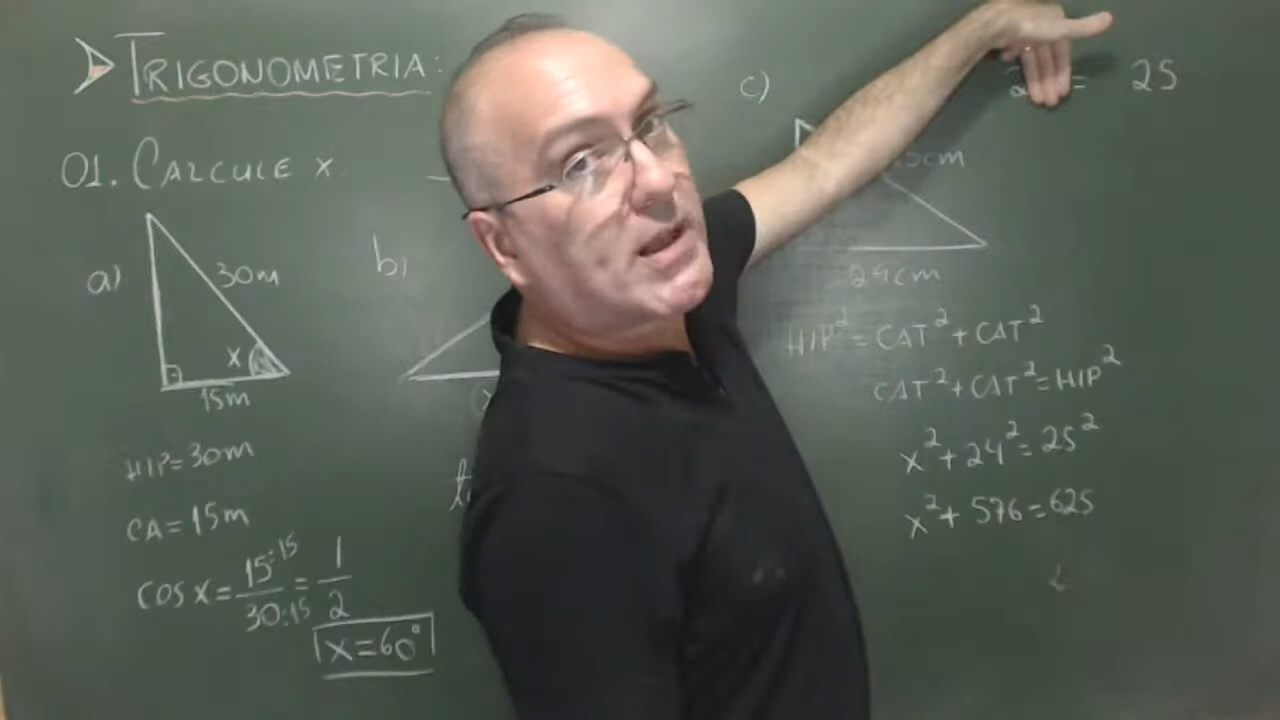 TRIGONOMETRIA:
01. CALCULE x.
a)
30m
x
15m
HIP=30m
CA=15m
COS x = 15:15 / 30:15 = 1/2
x=60°
b)
c)
= 25
24cm
HIP² = CAT² + CAT²
CAT² + CAT² = HIP²
x² + 24² = 25²
x² + 576 = 625